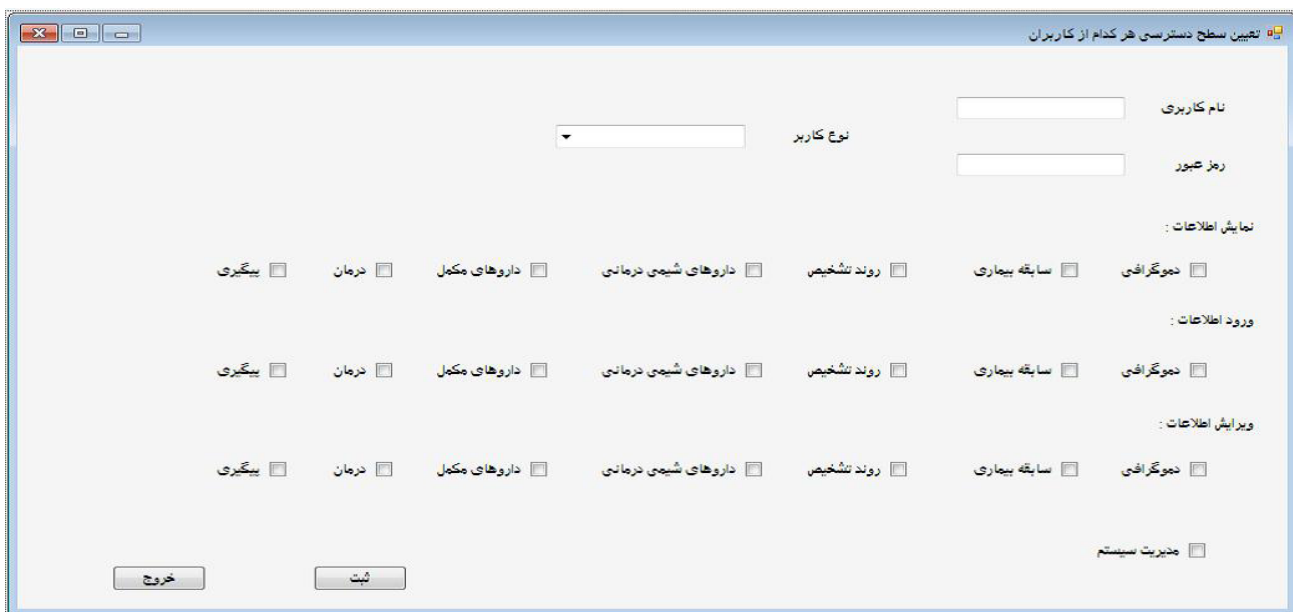 تعیین سطح دسترسی هر کدام از کاربران
نام کاربری
نوع کاربر
رمز عبور
نمایش اطلاعات :
دموگرافی سابقه بیماری روند تشخیص داروهای شیمی درمانی داروهای مکمل درمان پیگیری
ورود اطلاعات :
دموگرافی سابقه بیماری روند تشخیص داروهای شیمی درمانی داروهای مکمل درمان پیگیری
ویرایش اطلاعات :
دموگرافی سابقه بیماری روند تشخیص داروهای شیمی درمانی داروهای مکمل درمان پیگیری
مدیریت سیستم
ثبت خروج